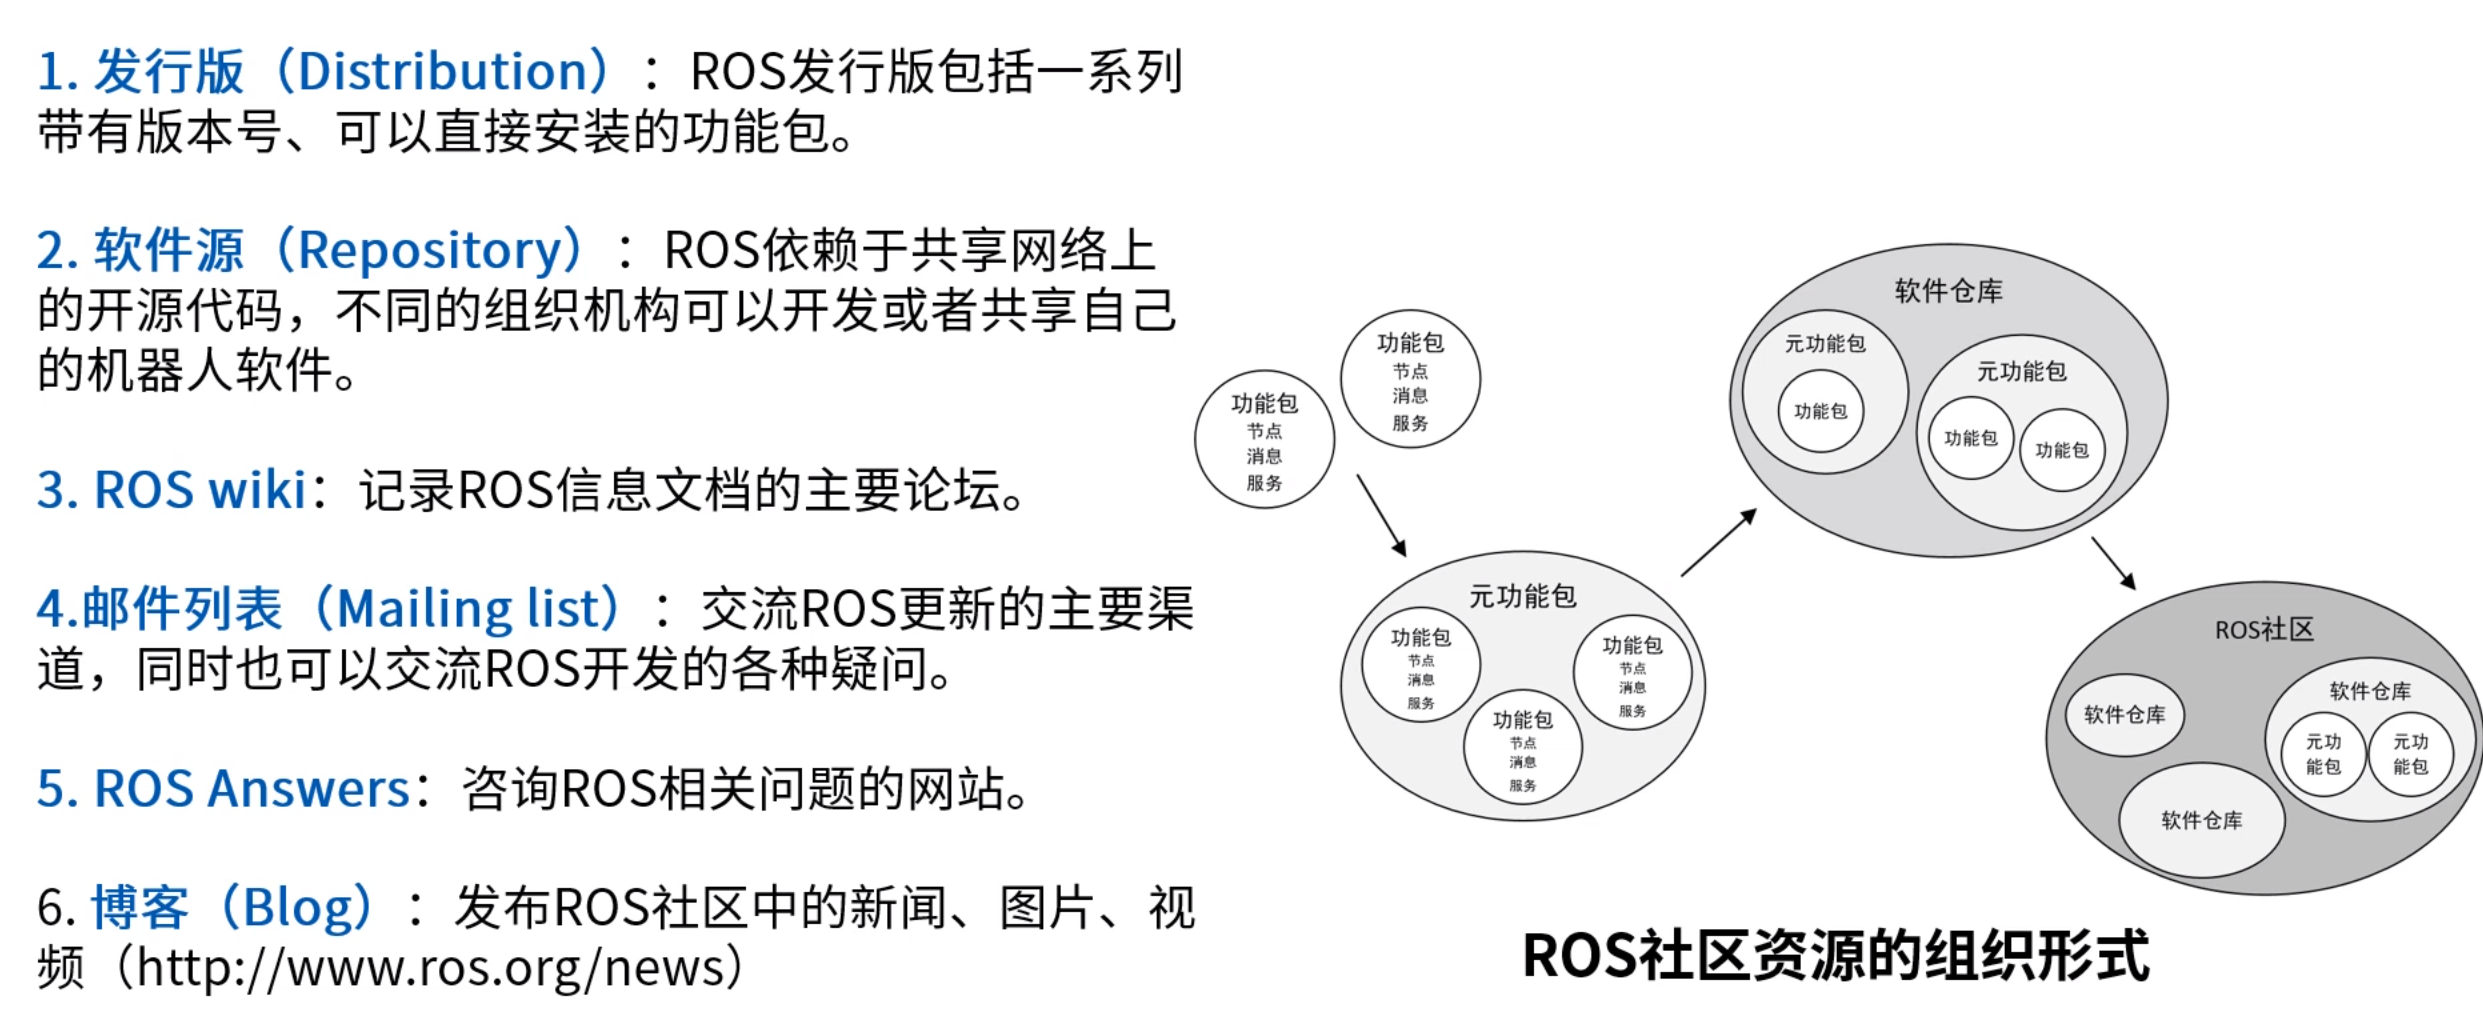 1. 发行版（Distribution）：ROS发行版包括一系列
带有版本号、可以直接安装的功能包。
2. 软件源（Repository）：ROS依赖于共享网络上
的开源代码，不同的组织机构可以开发或者共享自己
的机器人软件。
3. ROS wiki：记录ROS信息文档的主要论坛。
4.邮件列表（Mailing list）：交流ROS更新的主要渠
道，同时也可以交流ROS开发的各种疑问。
5. ROS Answers：咨询ROS相关问题的网站。
6. 博客（Blog）：发布ROS社区中的新闻、图片、视
频（http://www.ros.org/news）
功能包
节点
消息
服务
功能包
节点
消息
服务
元功能包
功能包
节点
消息
服务
功能包
节点
消息
服务
功能包
节点
消息
服务
软件仓库
元功能包
功能包
元功能包
功能包
功能包
ROS社区
软件仓库
软件仓库
软件仓库
元功
能包
元功
能包
ROS社区资源的组织形式